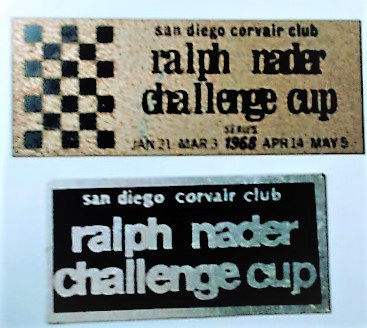 san diego corvair club
ralph nader
challenge cup
SERIES
JAN 21 - MAR 3 1968 APR 14 - MAY 5
san diego corvair club
ralph nader
challenge cup